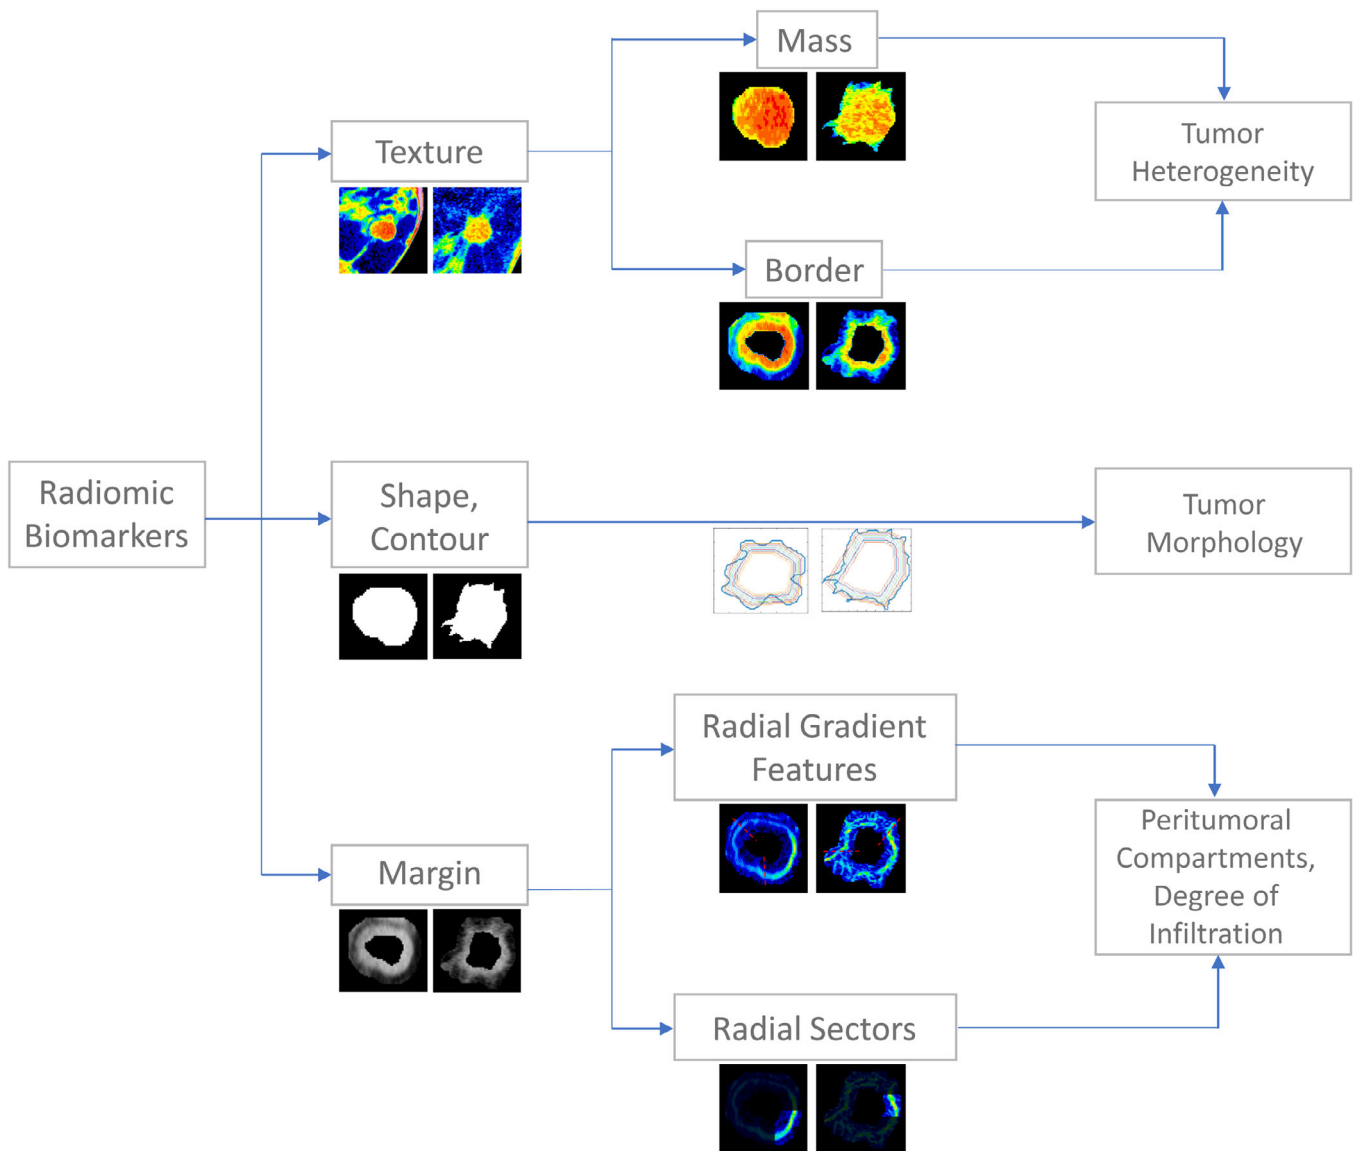 Mass
Texture
Tumor
Heterogeneity
Border
Radiomic
Biomarkers
Shape,
Contour
Tumor
Morphology
Radial Gradient
Features
Margin
Peritumoral
Compartments,
Degree of
Infiltration
Radial Sectors